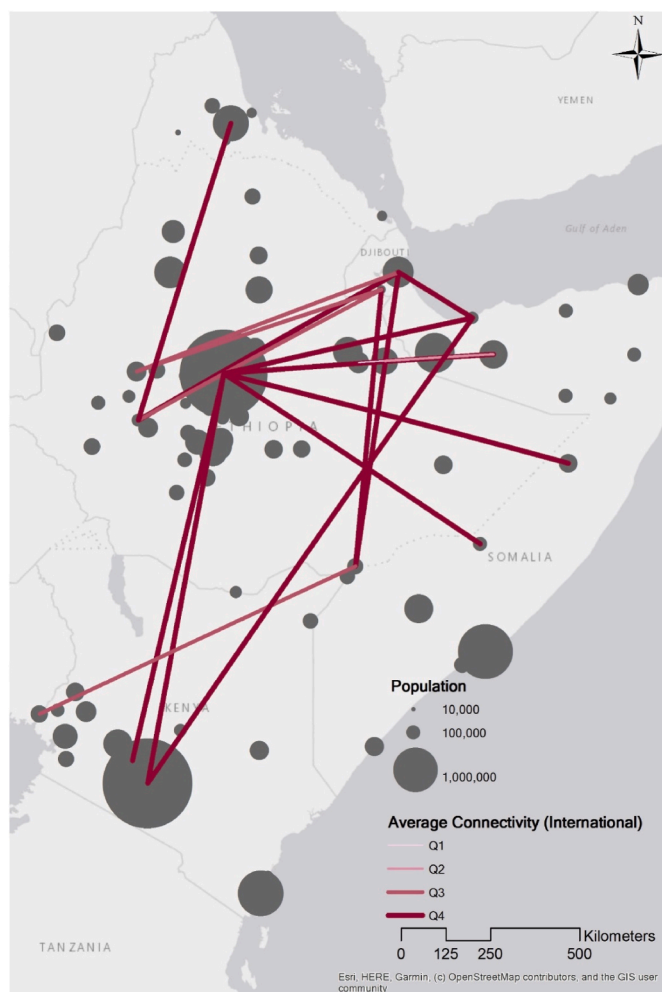 N
YEMEN
Gulf of Aden
DJIBOUTI
THIOPIA
SOMALIA
Population
10,000
100,000
1,000,000
KENYA
Average Connectivity (International)
Q1
Q2
Q3
Q4
Kilometers
0 125 250 500
TANZANIA
Esri, HERE, Garmin, (c) OpenStreetMap contributors, and the GIS user
community